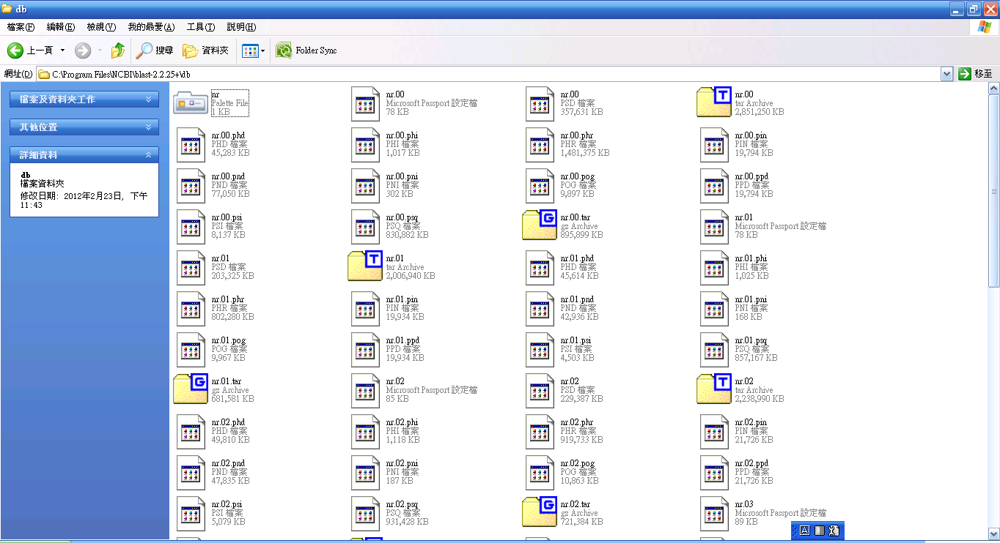 db
檔案(F) 編輯(E) 檢視(V) 我的最愛(A) 工具(T) 說明(H)
上一頁 搜尋 資料夾 Folder Sync
網址(D) C:\Program Files\NCBI\blast-2.2.25+\db 移至
檔案及資料夾工作
其他位置
詳細資料
db
檔案資料夾
修改日期: 2012年2月23日, 下午
11:43
nr
Palette File
1 KB
nr.00
Microsoft Passport 設定檔
78 KB
nr.00
PSD 檔案
357,631 KB
nr.00
tar Archive
2,851,250 KB
nr.00.phd
PHD 檔案
45,283 KB
nr.00.phi
PHI 檔案
1,017 KB
nr.00.phr
PHR 檔案
1,481,375 KB
nr.00.pin
PIN 檔案
19,794 KB
nr.00.pnd
PND 檔案
77,050 KB
nr.00.pni
PNI 檔案
302 KB
nr.00.pog
POG 檔案
9,897 KB
nr.00.ppd
PPD 檔案
19,794 KB
nr.00.psi
PSI 檔案
8,137 KB
nr.00.psq
PSQ 檔案
830,882 KB
G
nr.00.tar
gz Archive
895,899 KB
nr.01
Microsoft Passport 設定檔
78 KB
nr.01
PSD 檔案
203,325 KB
T
nr.01
tar Archive
2,006,940 KB
nr.01.phd
PHD 檔案
45,614 KB
nr.01.phi
PHI 檔案
1,025 KB
nr.01.phr
PHR 檔案
802,280 KB
nr.01.pin
PIN 檔案
19,934 KB
nr.01.pnd
PND 檔案
42,936 KB
nr.01.pni
PNI 檔案
168 KB
nr.01.pog
POG 檔案
9,967 KB
nr.01.ppd
PPD 檔案
19,934 KB
nr.01.psi
PSI 檔案
4,503 KB
nr.01.psq
PSQ 檔案
857,167 KB
G
nr.01.tar
gz Archive
681,581 KB
nr.02
Microsoft Passport 設定檔
85 KB
nr.02
PSD 檔案
229,387 KB
T
nr.02
tar Archive
2,238,990 KB
nr.02.phd
PHD 檔案
49,810 KB
nr.02.phi
PHI 檔案
1,118 KB
nr.02.phr
PHR 檔案
919,733 KB
nr.02.pin
PIN 檔案
21,726 KB
nr.02.pnd
PND 檔案
47,835 KB
nr.02.pni
PNI 檔案
187 KB
nr.02.pog
POG 檔案
10,863 KB
nr.02.ppd
PPD 檔案
21,726 KB
nr.02.psi
PSI 檔案
5,079 KB
nr.02.psq
PSQ 檔案
931,428 KB
G
nr.02.tar
gz Archive
721,384 KB
nr.03
Microsoft Passport 設定檔
89 KB
A